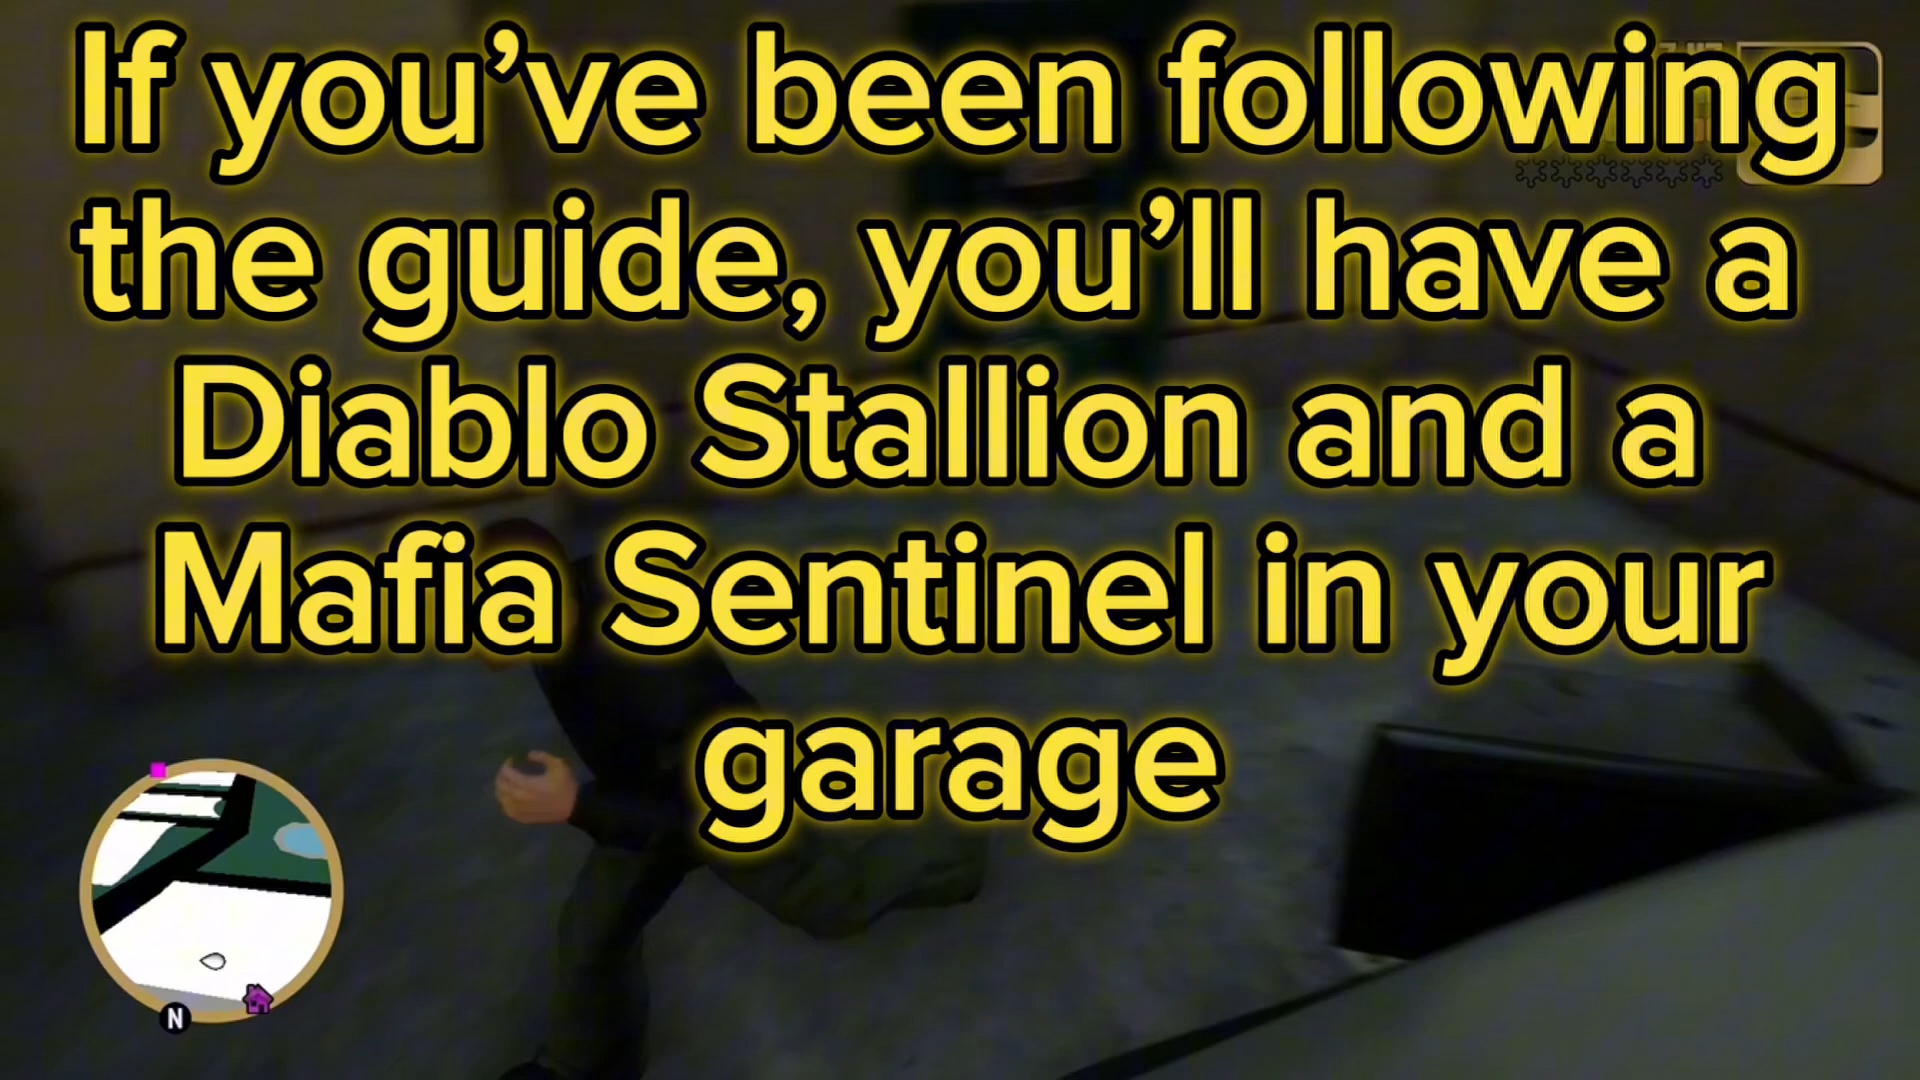 If you’ve been following
the guide, you’ll have a
Diablo Stallion and a
Mafia Sentinel in your
garage
N